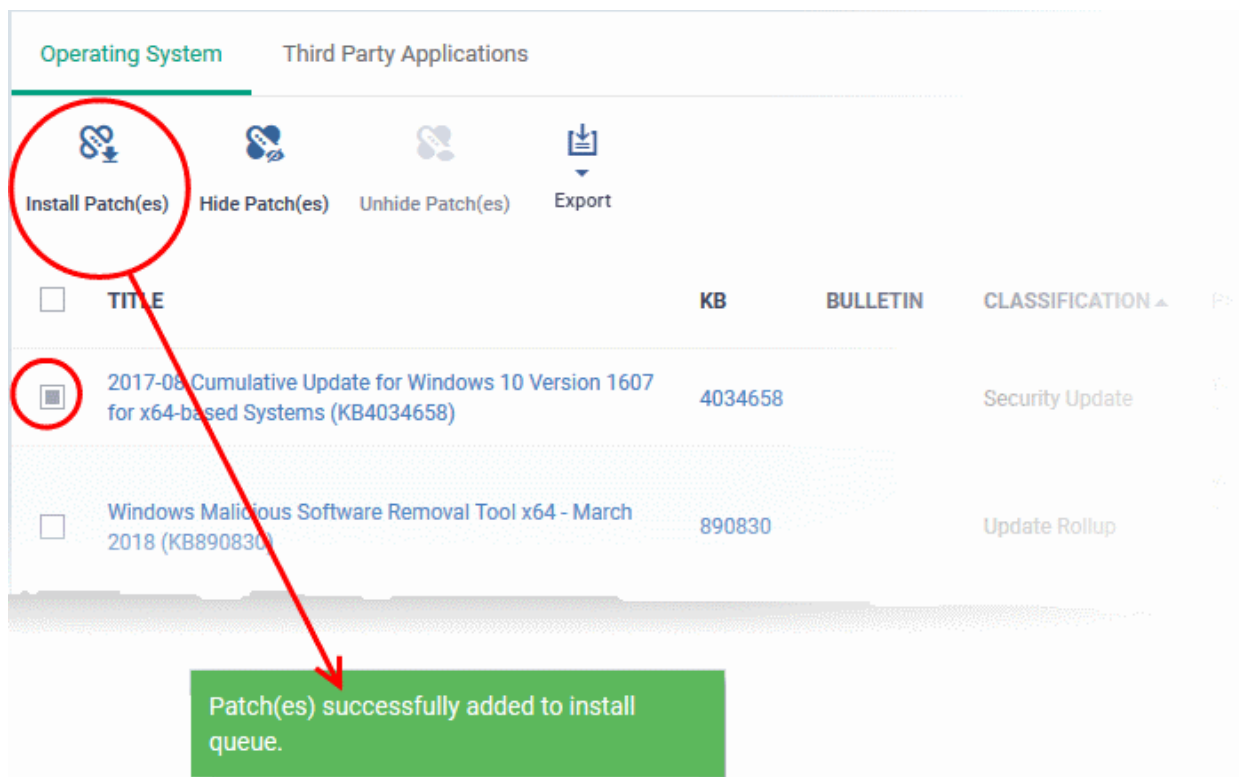 Operating System Third Party Applications
Install Patch(es) Hide Patch(es) Unhide Patch(es) Export
TITLE KB BULLETIN CLASSIFICATION
2017-08 Cumulative Update for Windows 10 Version 1607
for x64-based Systems (KB4034658) 4034658 Security Update
Windows Malicious Software Removal Tool x64 - March
2018 (KB890830) 890830 Update Rollup
Patch(es) successfully added to install
queue.